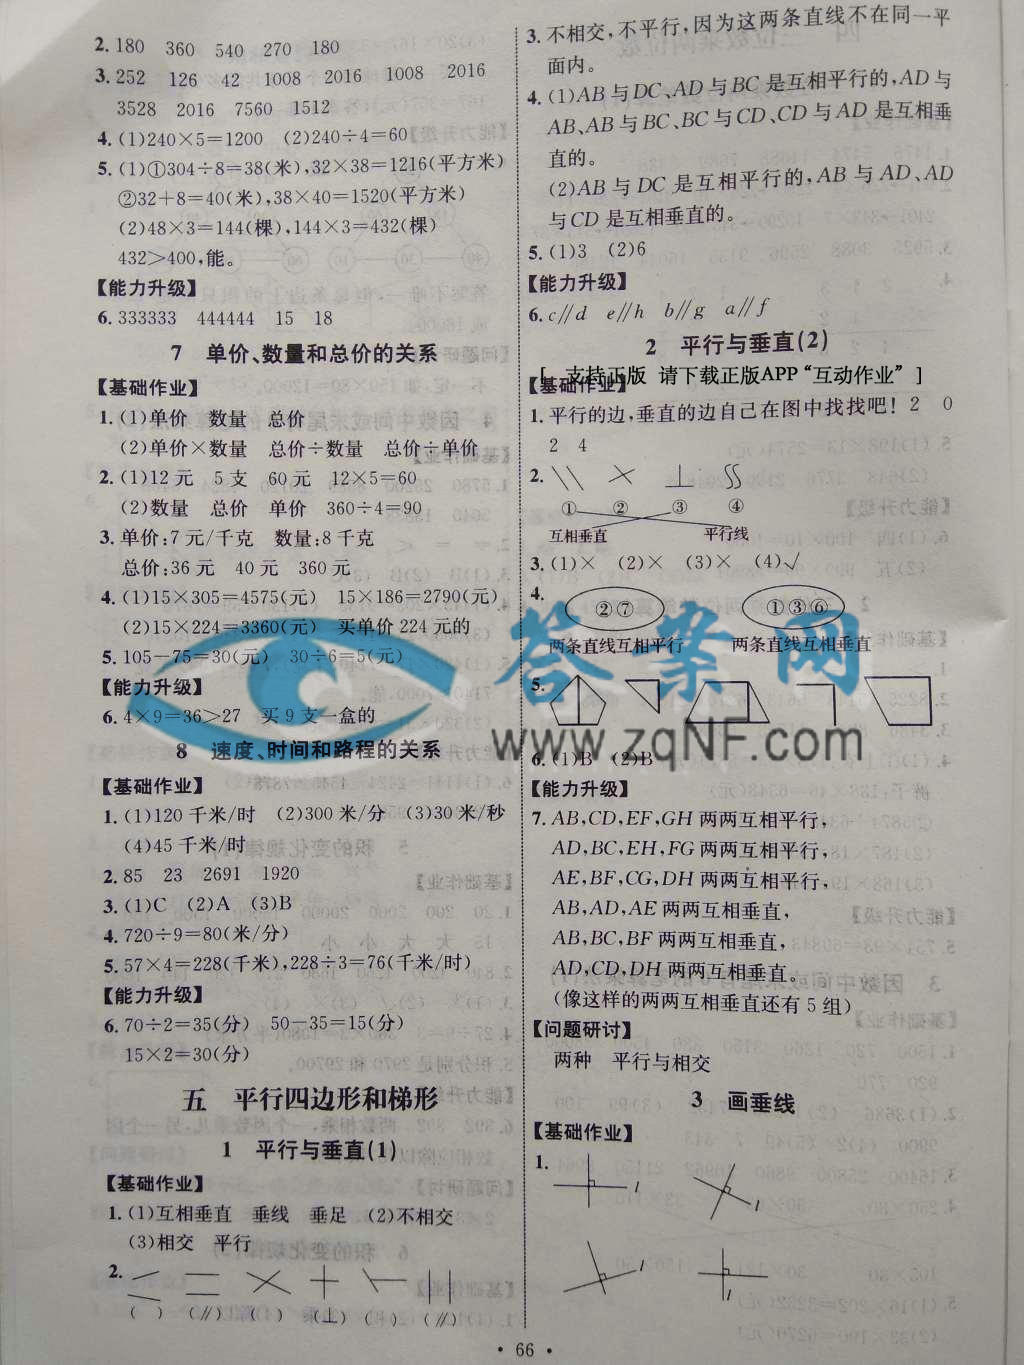 2. 180 360 540 270 180
3. 252 126 42 1008 2016 1008 2016
3528 2016 7560 1512
4. (1)240×5=1200 (2)240÷4=60
5. (1)①304÷8=38(米),32×38=1216(平方米)
②32+8=40(米),38×40=1520(平方米)
(2)48×3=144(棵),144×3=432(棵)
432>400,能。
【能力升级】
6. 333333 444444 15 18
7 单价、数量和总价的关系
【基础作业】
1. (1)单价 数量 总价
(2)单价×数量 总价÷数量 总价÷单价
2. (1)12元 5支 60元 12×5=60
(2)数量 总价 单价 360÷4=90
3. 单价:7元/千克 数量:8千克
总价:36元 40元 360元
4. (1)15×305=4575(元) 15×186=2790(元)
(2)15×224=3360(元) 买单价224元的
5. 105-75=30(元) 30÷6=5(元)
【能力升级】
6. 4×9=36>27 买9支一盒的
8 速度、时间和路程的关系
【基础作业】
1. (1)120千米/时 (2)300米/分 (3)30米/秒
(4)45千米/时
2. 85 23 2691 1920
3. (1)C (2)A (3)B
4. 720÷9=80(米/分)
5. 57×4=228(千米),228÷3=76(千米/时)
【能力升级】
6. 70÷2=35(分) 50-35=15(分)
15×2=30(分)
五 平行四边形和梯形
1 平行与垂直(1)
【基础作业】
1. (1)互相垂直 垂线 垂足 (2)不相交
(3)相交 平行
2.
( ) (∥) ( ) (⊥) ( ) (∥)
3. 不相交,不平行,因为这两条直线不在同一平
面内。
4. (1)AB与DC、AD与BC是互相平行的,AD与
AB、AB与BC、BC与CD、CD与AD是互相垂
直的。
(2)AB与DC是互相平行的,AB与AD、AD
与CD是互相垂直的。
5. (1)3 (2)6
【能力升级】
6. c∥d e∥h b∥g a∥f
2 平行与垂直(2)
【基础作业】
[ 支持正版 请下载正版APP“互动作业” ]
1. 平行的边,垂直的边自己在图中找找吧! 2 0
2 4
2.
① ② ③ ④
互相垂直 平行线
3. (1)× (2)× (3)× (4)√
4. ②⑦ ①③⑥
两条直线互相平行 两条直线互相垂直
答案网
5.
www.zqNF.com
6. (1)B (2)B
【能力升级】
7. AB,CD,EF,GH两两互相平行,
AD,BC,EH,FG两两互相平行,
AE,BF,CG,DH两两互相平行,
AB,AD,AE两两互相垂直,
AB,BC,BF两两互相垂直,
AD,CD,DH两两互相垂直。
(像这样的两两互相垂直还有5组)
【问题研讨】
两种 平行与相交
3 画垂线
【基础作业】
1.
l l
l l
• 66 •